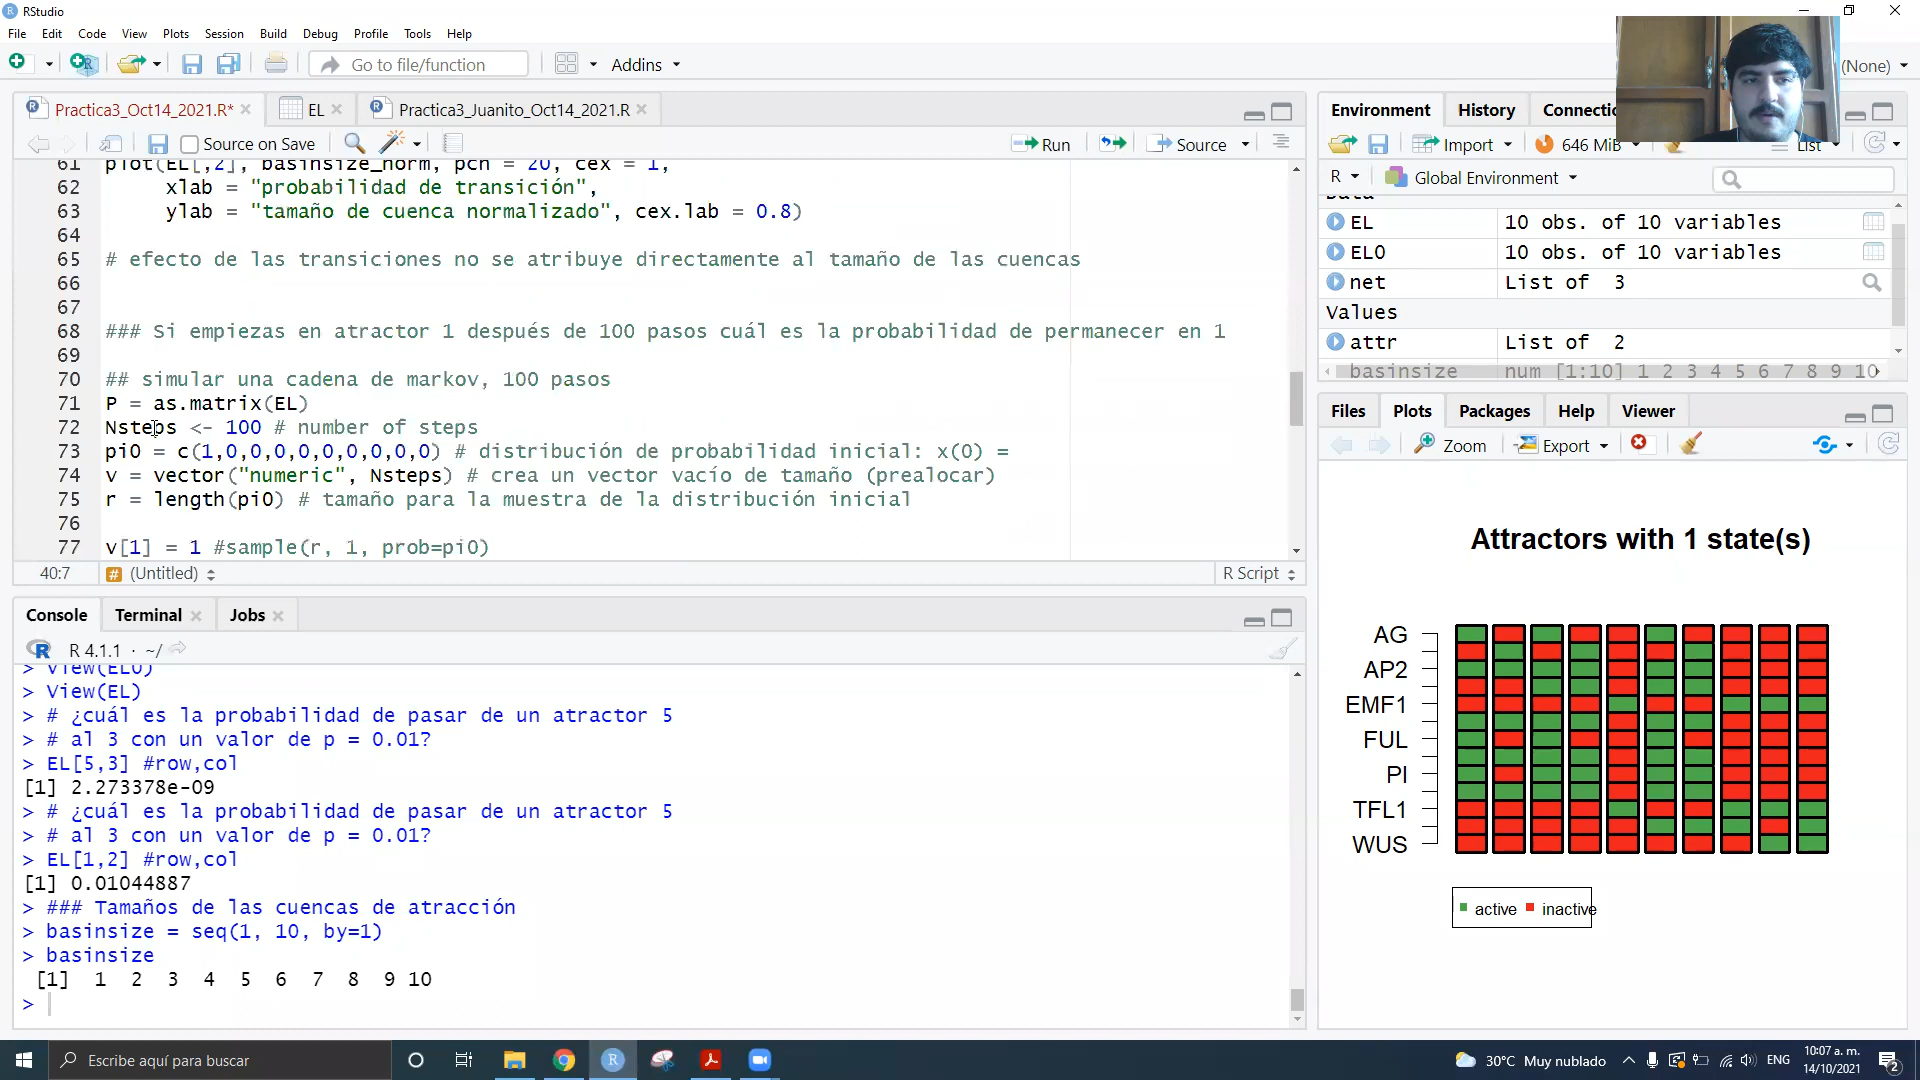 RStudio
File Edit Code View Plots Session Build Debug Profile Tools Help
Go to file/function Addins (None)
Practica3_Oct14_2021.R* EL Practica3_Juanito_Oct14_2021.R
Source on Save Run Source
61 plot(EL[,2], basinsize_norm, pch = 20, cex = 1,
62 xlab = "probabilidad de transición",
63 ylab = "tamaño de cuenca normalizado", cex.lab = 0.8)
64
65 # efecto de las transiciones no se atribuye directamente al tamaño de las cuencas
66
67
68 ### Si empiezas en atractor 1 después de 100 pasos cuál es la probabilidad de permanecer en 1
69
70 ## simular una cadena de markov, 100 pasos
71 P = as.matrix(EL)
72 Nsteps <- 100 # number of steps
73 pi0 = c(1,0,0,0,0,0,0,0,0,0) # distribución de probabilidad inicial: x(0) =
74 v = vector("numeric", Nsteps) # crea un vector vacío de tamaño (prealocar)
75 r = length(pi0) # tamaño para la muestra de la distribución inicial
76
77 v[1] = 1 #sample(r, 1, prob=pi0)
40:7 # (Untitled) R Script
Console Terminal Jobs
R 4.1.1 · ~/
> View(EL0)
> View(EL)
> # ¿cuál es la probabilidad de pasar de un atractor 5
> # al 3 con un valor de p = 0.01?
> EL[5,3] #row,col
[1] 2.273378e-09
> # ¿cuál es la probabilidad de pasar de un atractor 5
> # al 3 con un valor de p = 0.01?
> EL[1,2] #row,col
[1] 0.01044887
> ### Tamaños de las cuencas de atracción
> basinsize = seq(1, 10, by=1)
> basinsize
[1] 1 2 3 4 5 6 7 8 9 10
>
Environment History Connectio
Import 646 MiB List
R Global Environment
Data
EL 10 obs. of 10 variables
EL0 10 obs. of 10 variables
net List of 3
Values
attr List of 2
basinsize num [1:10] 1 2 3 4 5 6 7 8 9 10
Files Plots Packages Help Viewer
Zoom Export
Attractors with 1 state(s)
AG
AP2
EMF1
FUL
PI
TFL1
WUS
active inactive
Escribe aquí para buscar
30°C Muy nublado ENG 10:07 a. m.
14/10/2021 2